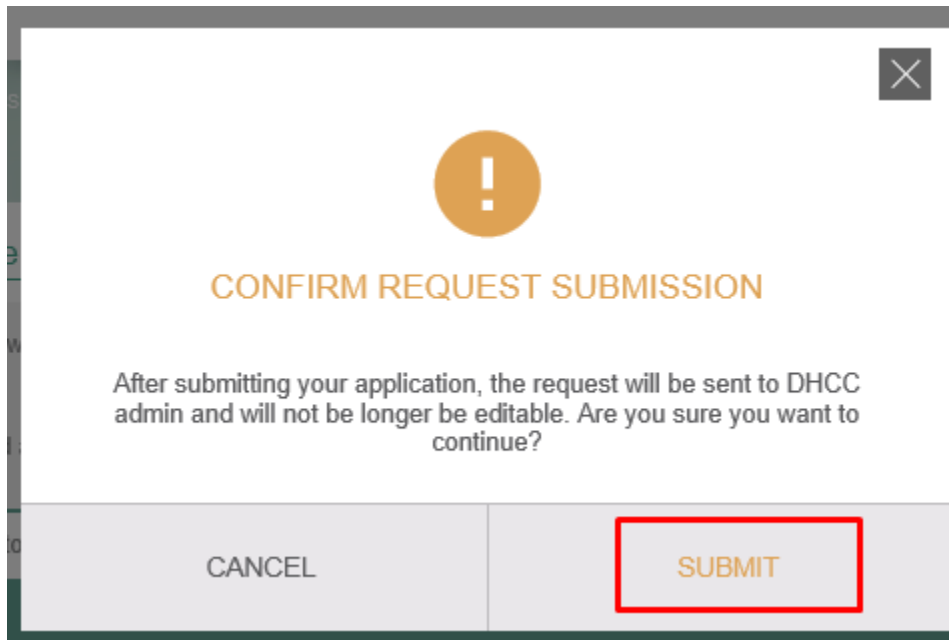 CONFIRM REQUEST SUBMISSION
After submitting your application, the request will be sent to DHCC
admin and will not be longer be editable. Are you sure you want to
continue?
CANCEL
SUBMIT